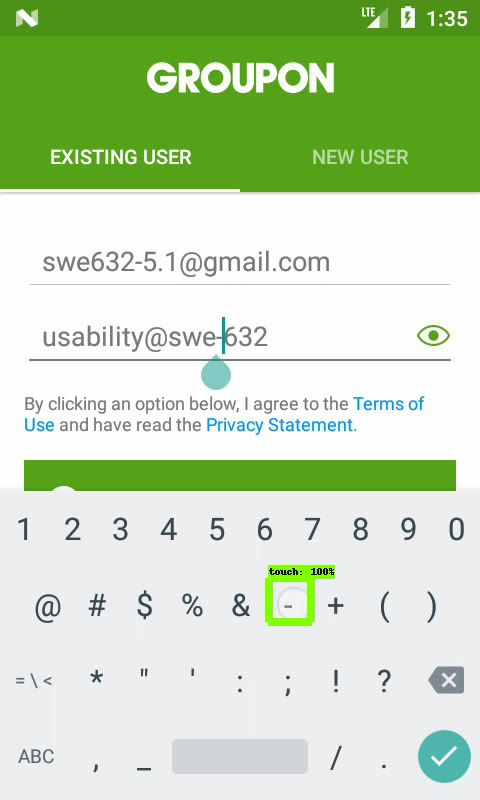 LTE 1:35
GROUPON
EXISTING USER NEW USER
swe632-5.1@gmail.com
usability@swe-632
By clicking an option below, I agree to the Terms of
Use and have read the Privacy Statement.
1 2 3 4 5 6 7 8 9 0
touch: 100%
@ # $ % & - + ( )
= \ < * " ' : ; ! ?
ABC , _ / .